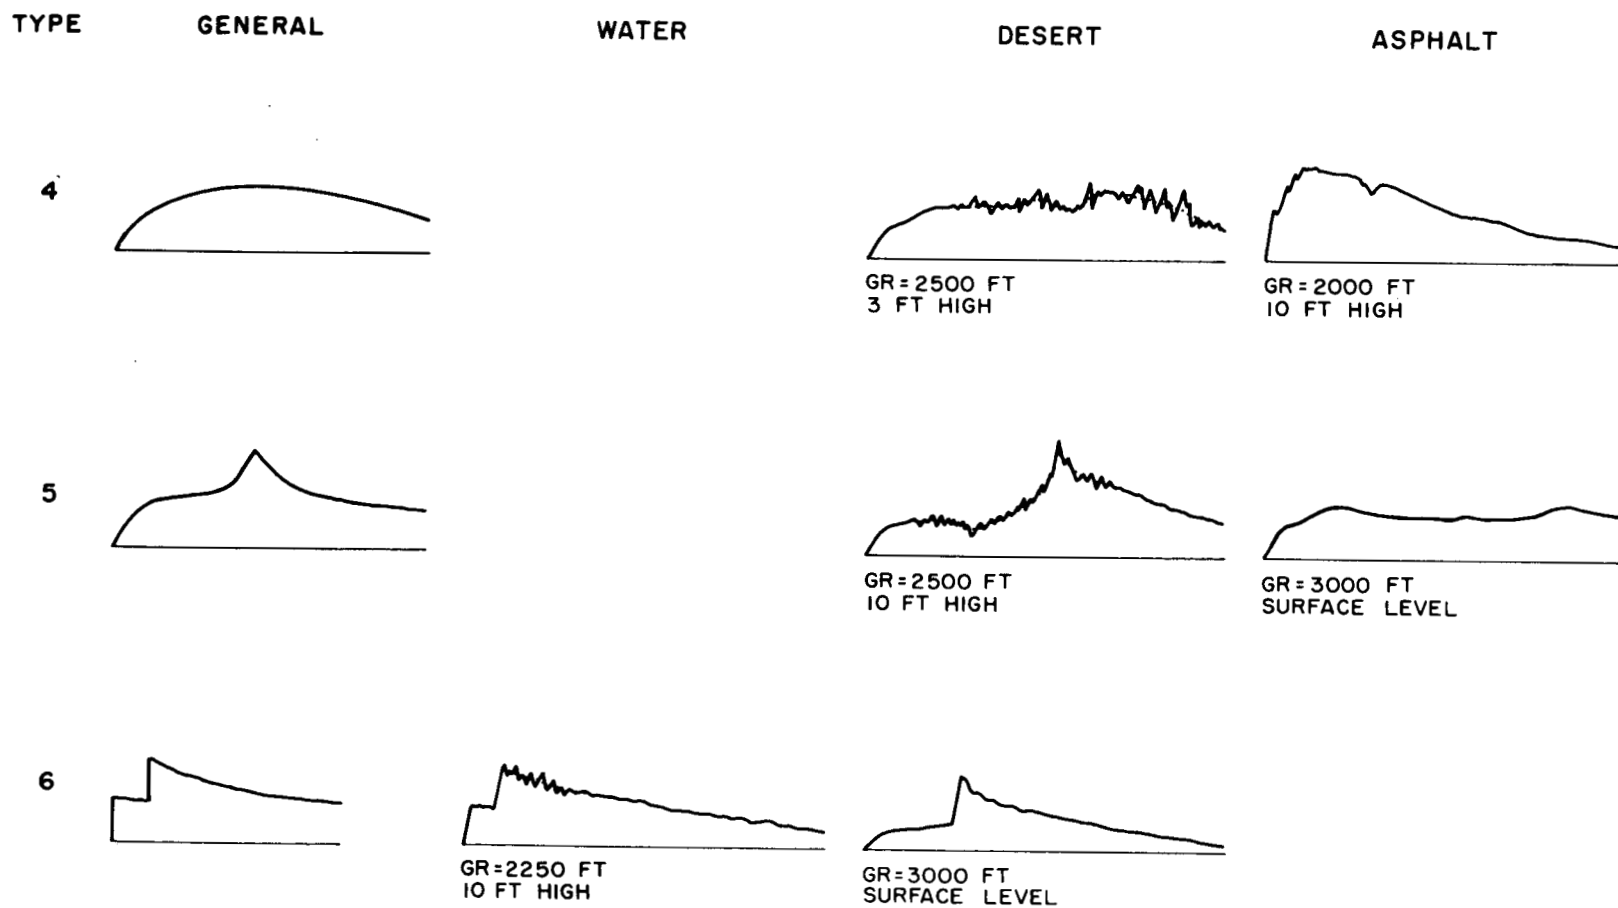 TYPE GENERAL WATER DESERT ASPHALT
4
GR = 2500 FT
3 FT HIGH
GR = 2000 FT
10 FT HIGH
5
GR = 2500 FT
10 FT HIGH
GR = 3000 FT
SURFACE LEVEL
6
GR = 2250 FT
10 FT HIGH
GR = 3000 FT
SURFACE LEVEL